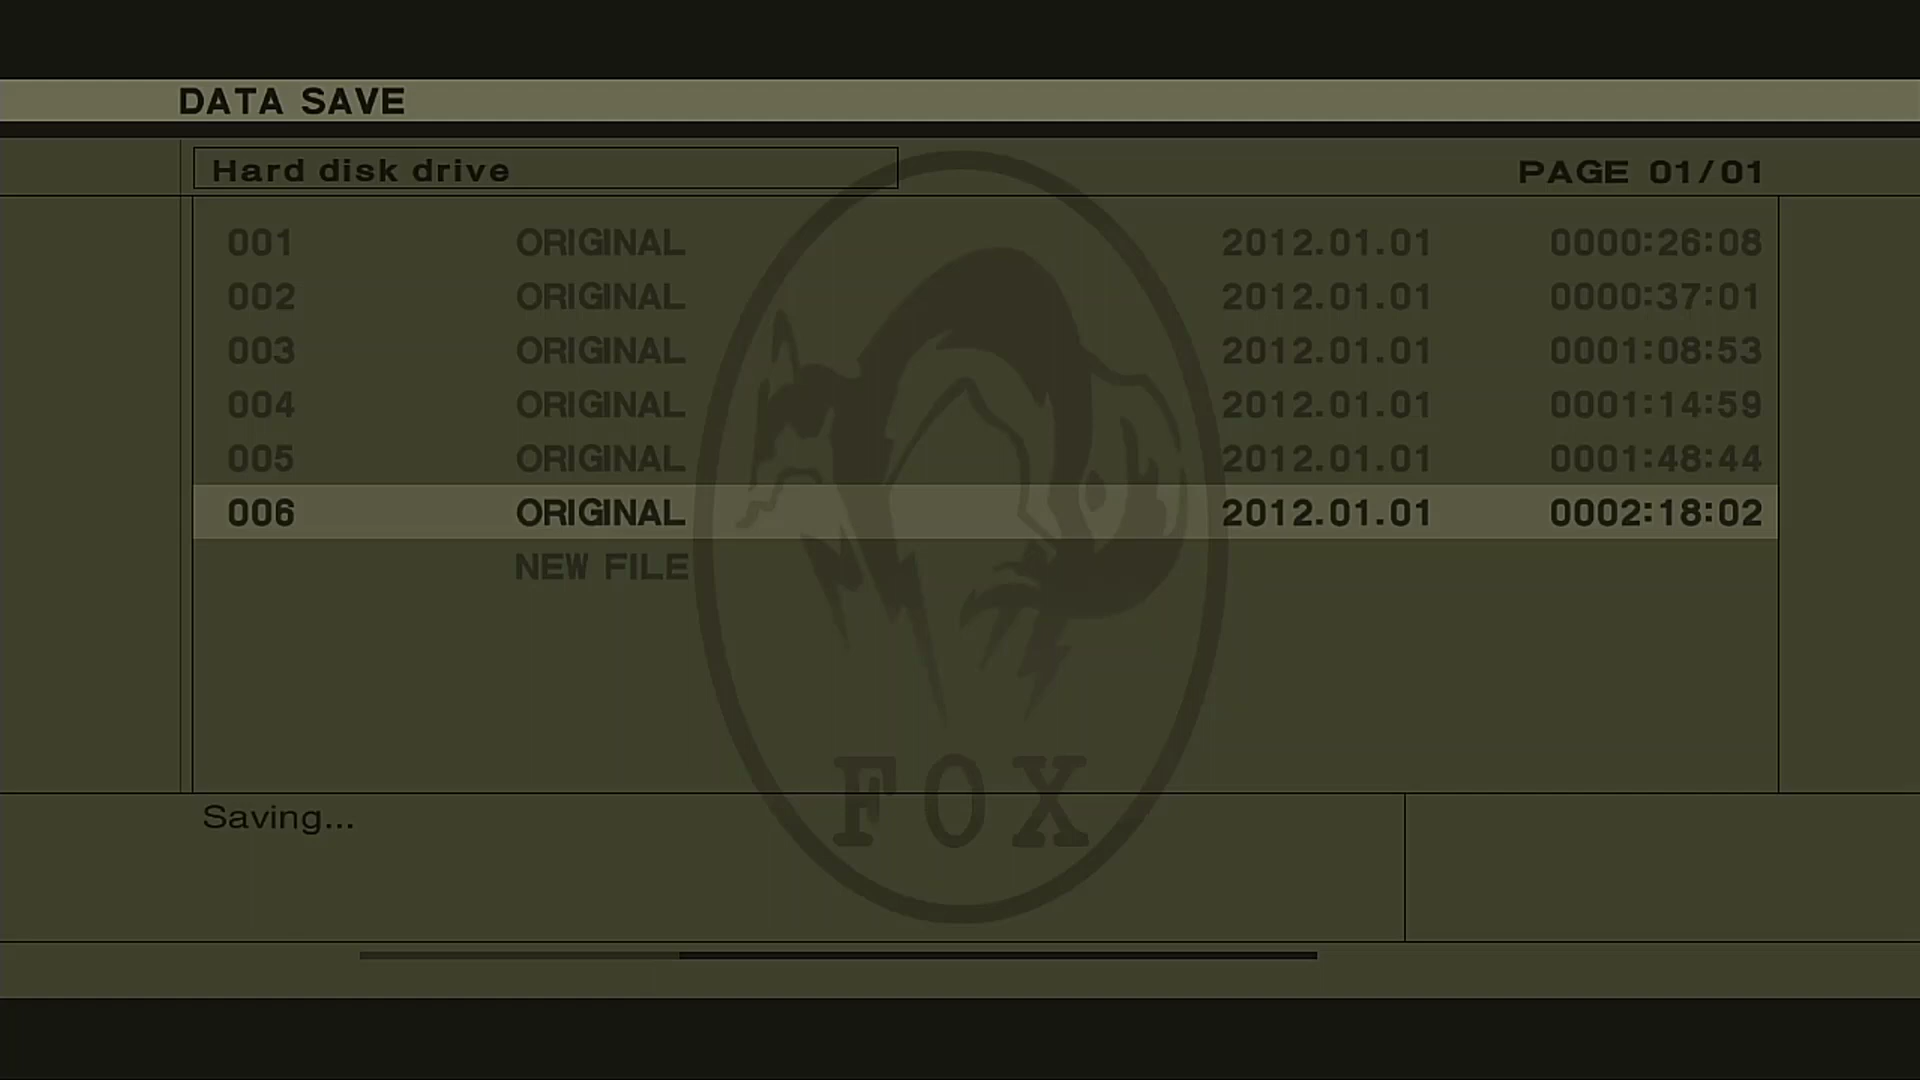 DATA SAVE
Hard disk drive PAGE 01/01
001 ORIGINAL 2012.01.01 0000:26:08
002 ORIGINAL 2012.01.01 0000:37:01
003 ORIGINAL 2012.01.01 0001:08:53
004 ORIGINAL 2012.01.01 0001:14:59
005 ORIGINAL 2012.01.01 0001:48:44
006 ORIGINAL 2012.01.01 0002:18:02
NEW FILE
FOX
Saving...